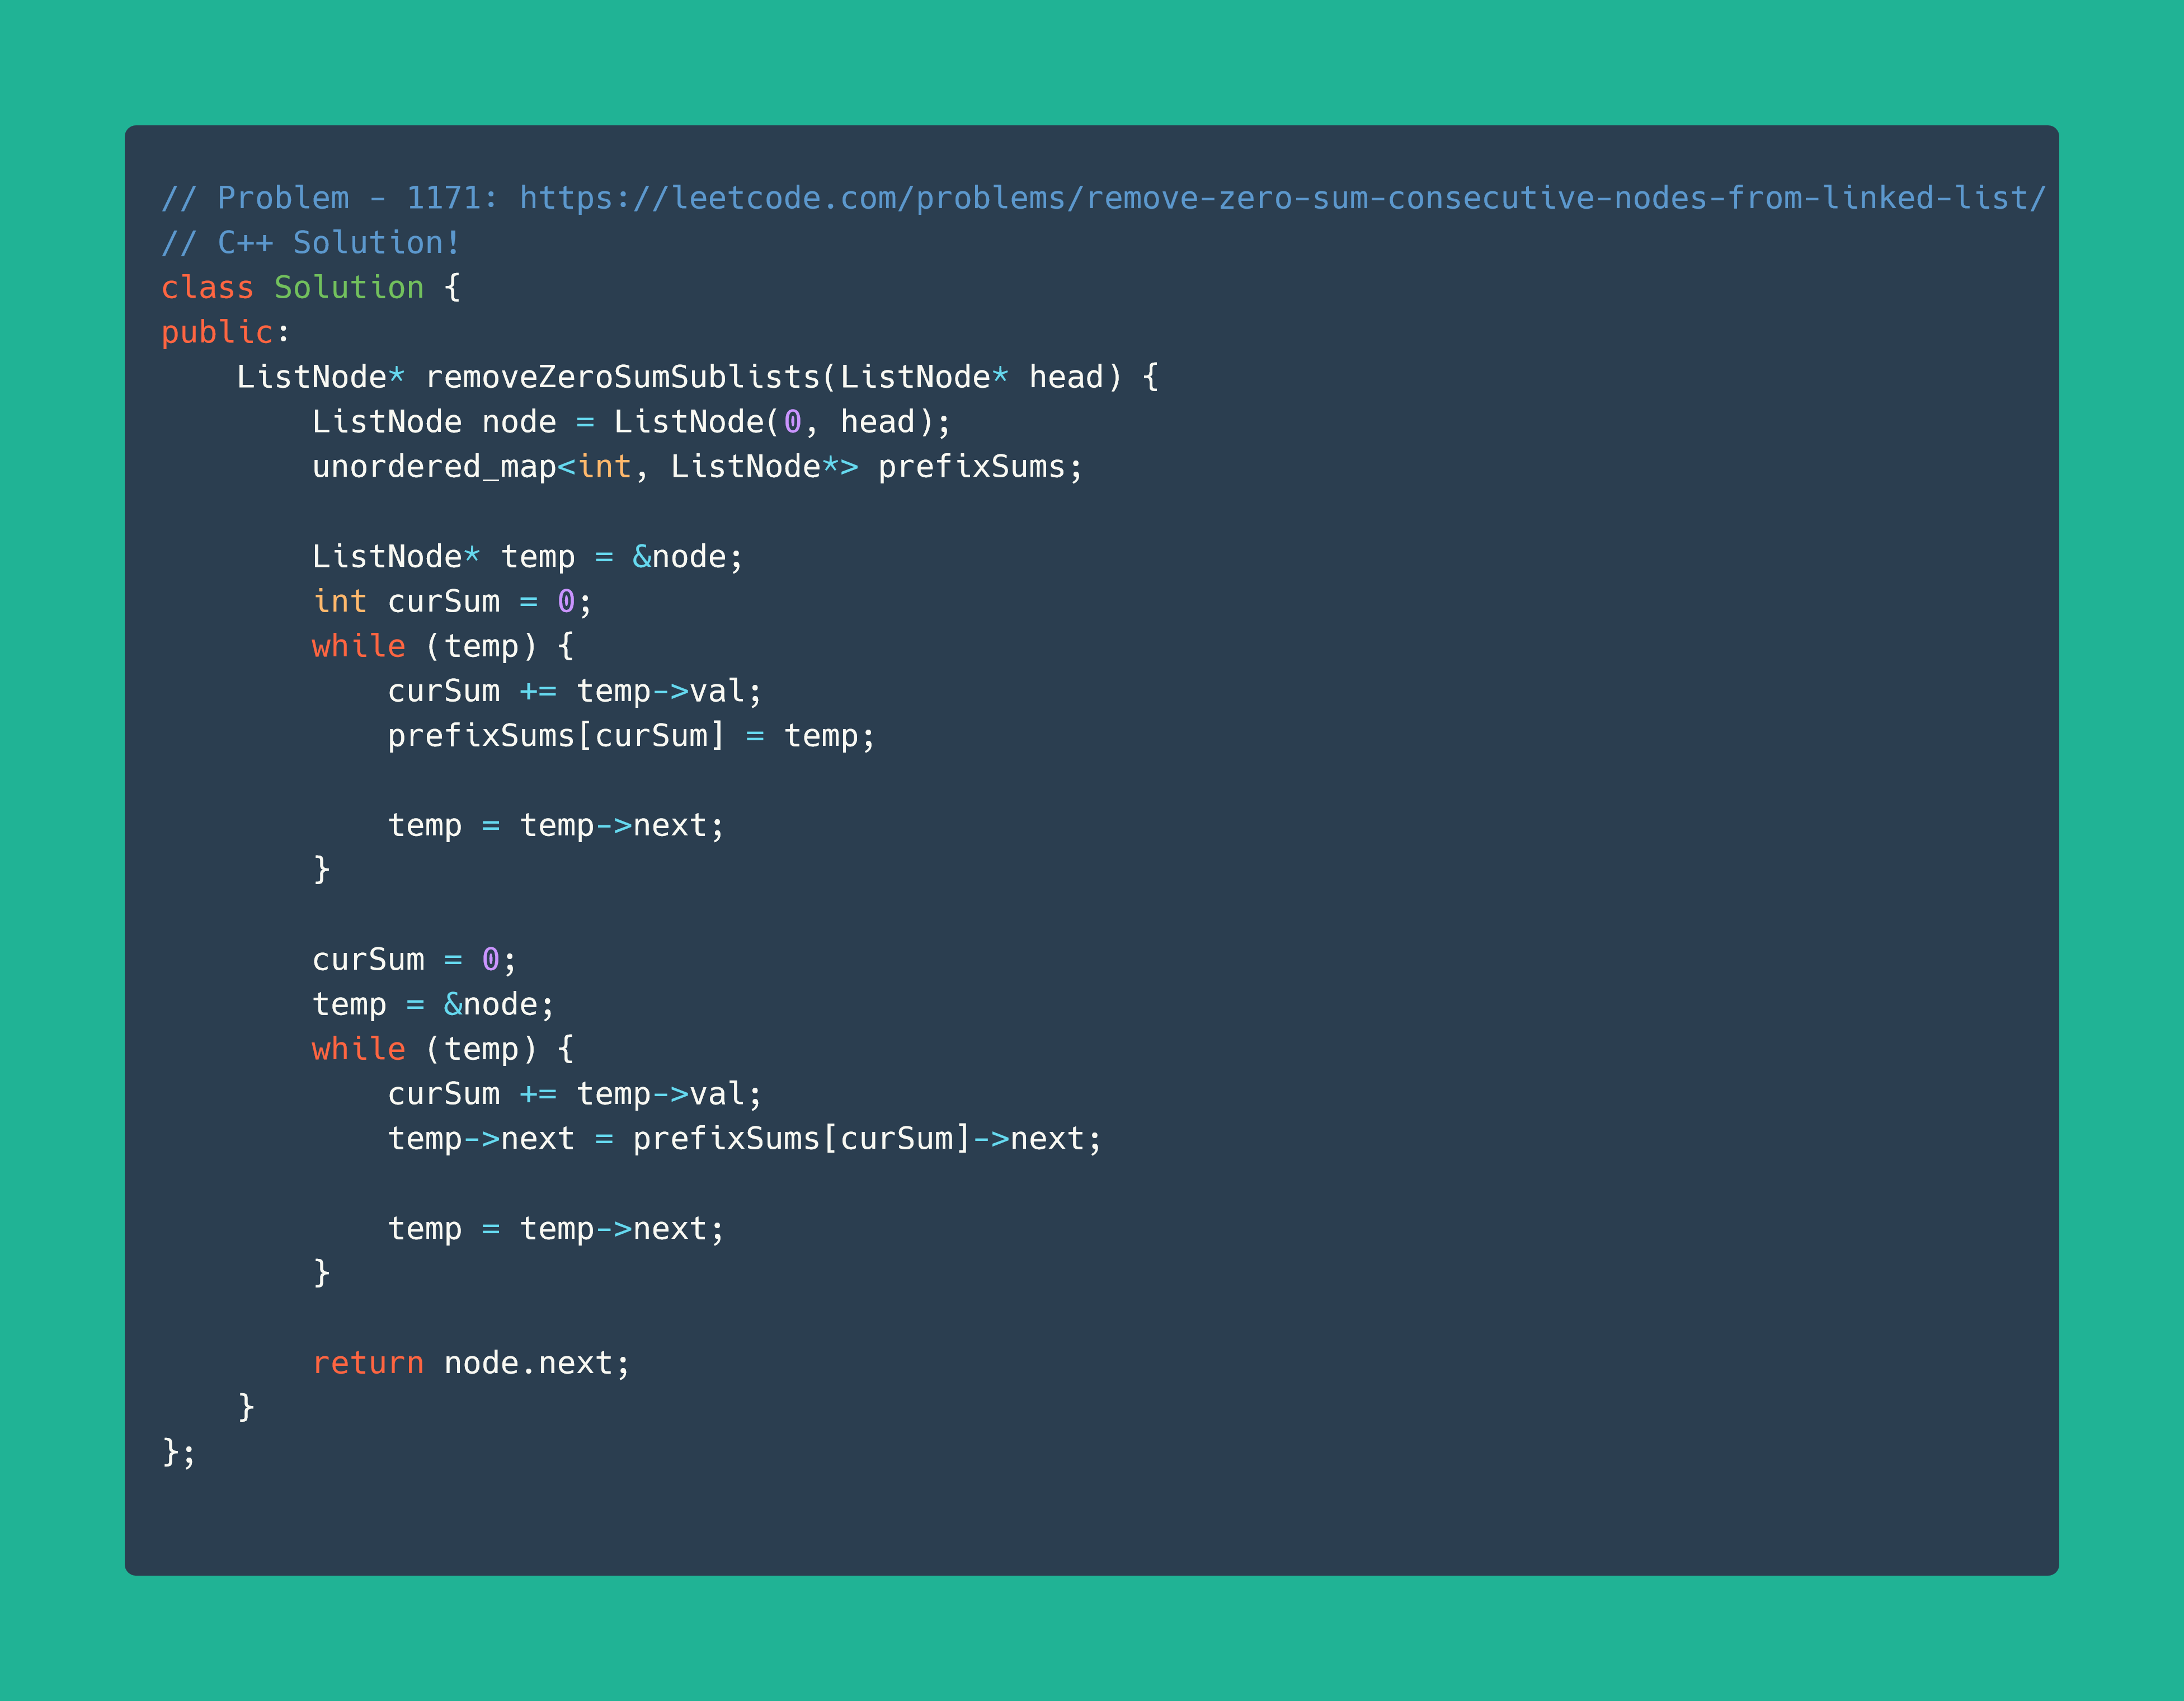 // Problem - 1171: https://leetcode.com/problems/remove-zero-sum-consecutive-nodes-from-linked-list/
// C++ Solution!
class Solution {
public:
    ListNode* removeZeroSumSublists(ListNode* head) {
        ListNode node = ListNode(0, head);
        unordered_map<int, ListNode*> prefixSums;

        ListNode* temp = &node;
        int curSum = 0;
        while (temp) {
            curSum += temp->val;
            prefixSums[curSum] = temp;

            temp = temp->next;
        }

        curSum = 0;
        temp = &node;
        while (temp) {
            curSum += temp->val;
            temp->next = prefixSums[curSum]->next;

            temp = temp->next;
        }

        return node.next;
    }
};